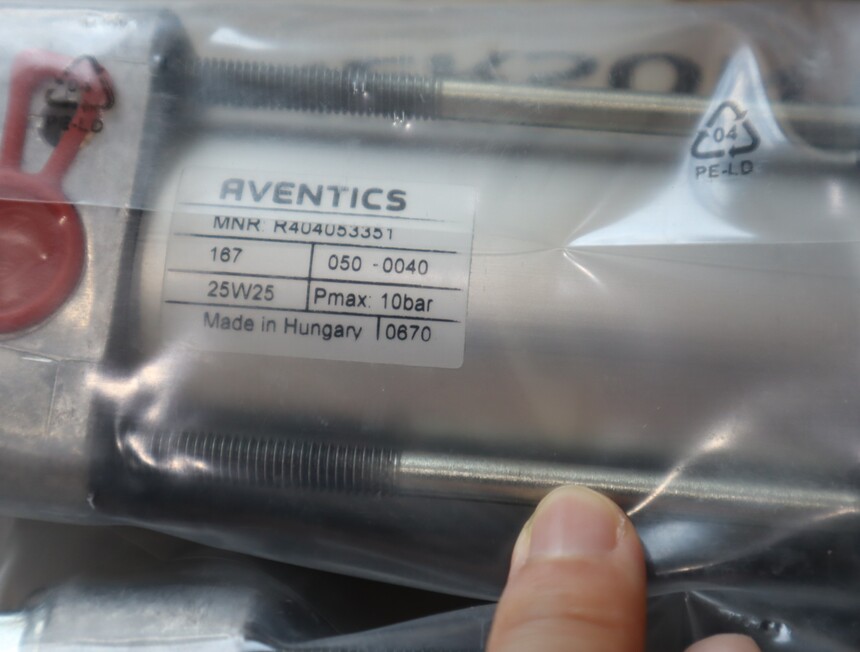 AVENTICS
MNR: R404053351
167 050 -0040
25W25 Pmax: 10bar
Made in Hungary 0670
04
PE-LD